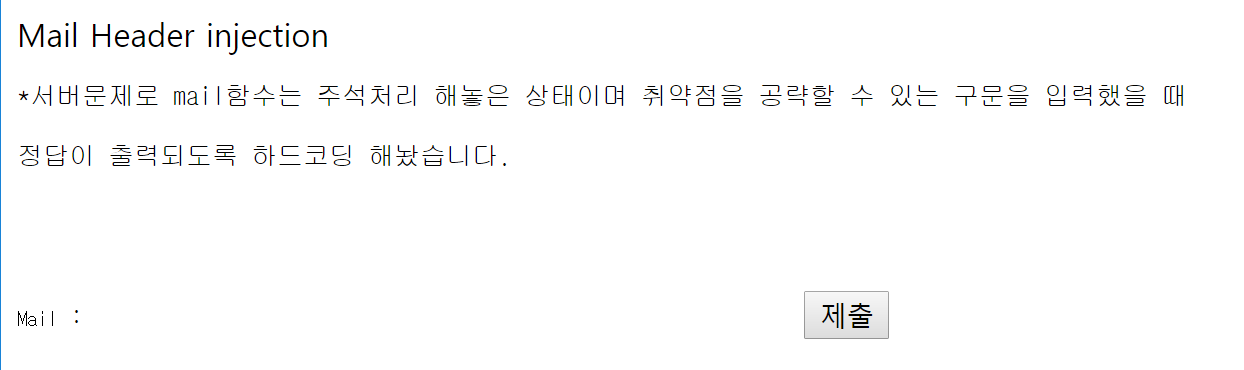 Mail Header injection
*서버문제로 mail함수는 주석처리 해놓은 상태이며 취약점을 공략할 수 있는 구문을 입력했을 때
정답이 출력되도록 하드코딩 해놨습니다.
Mail : 제출